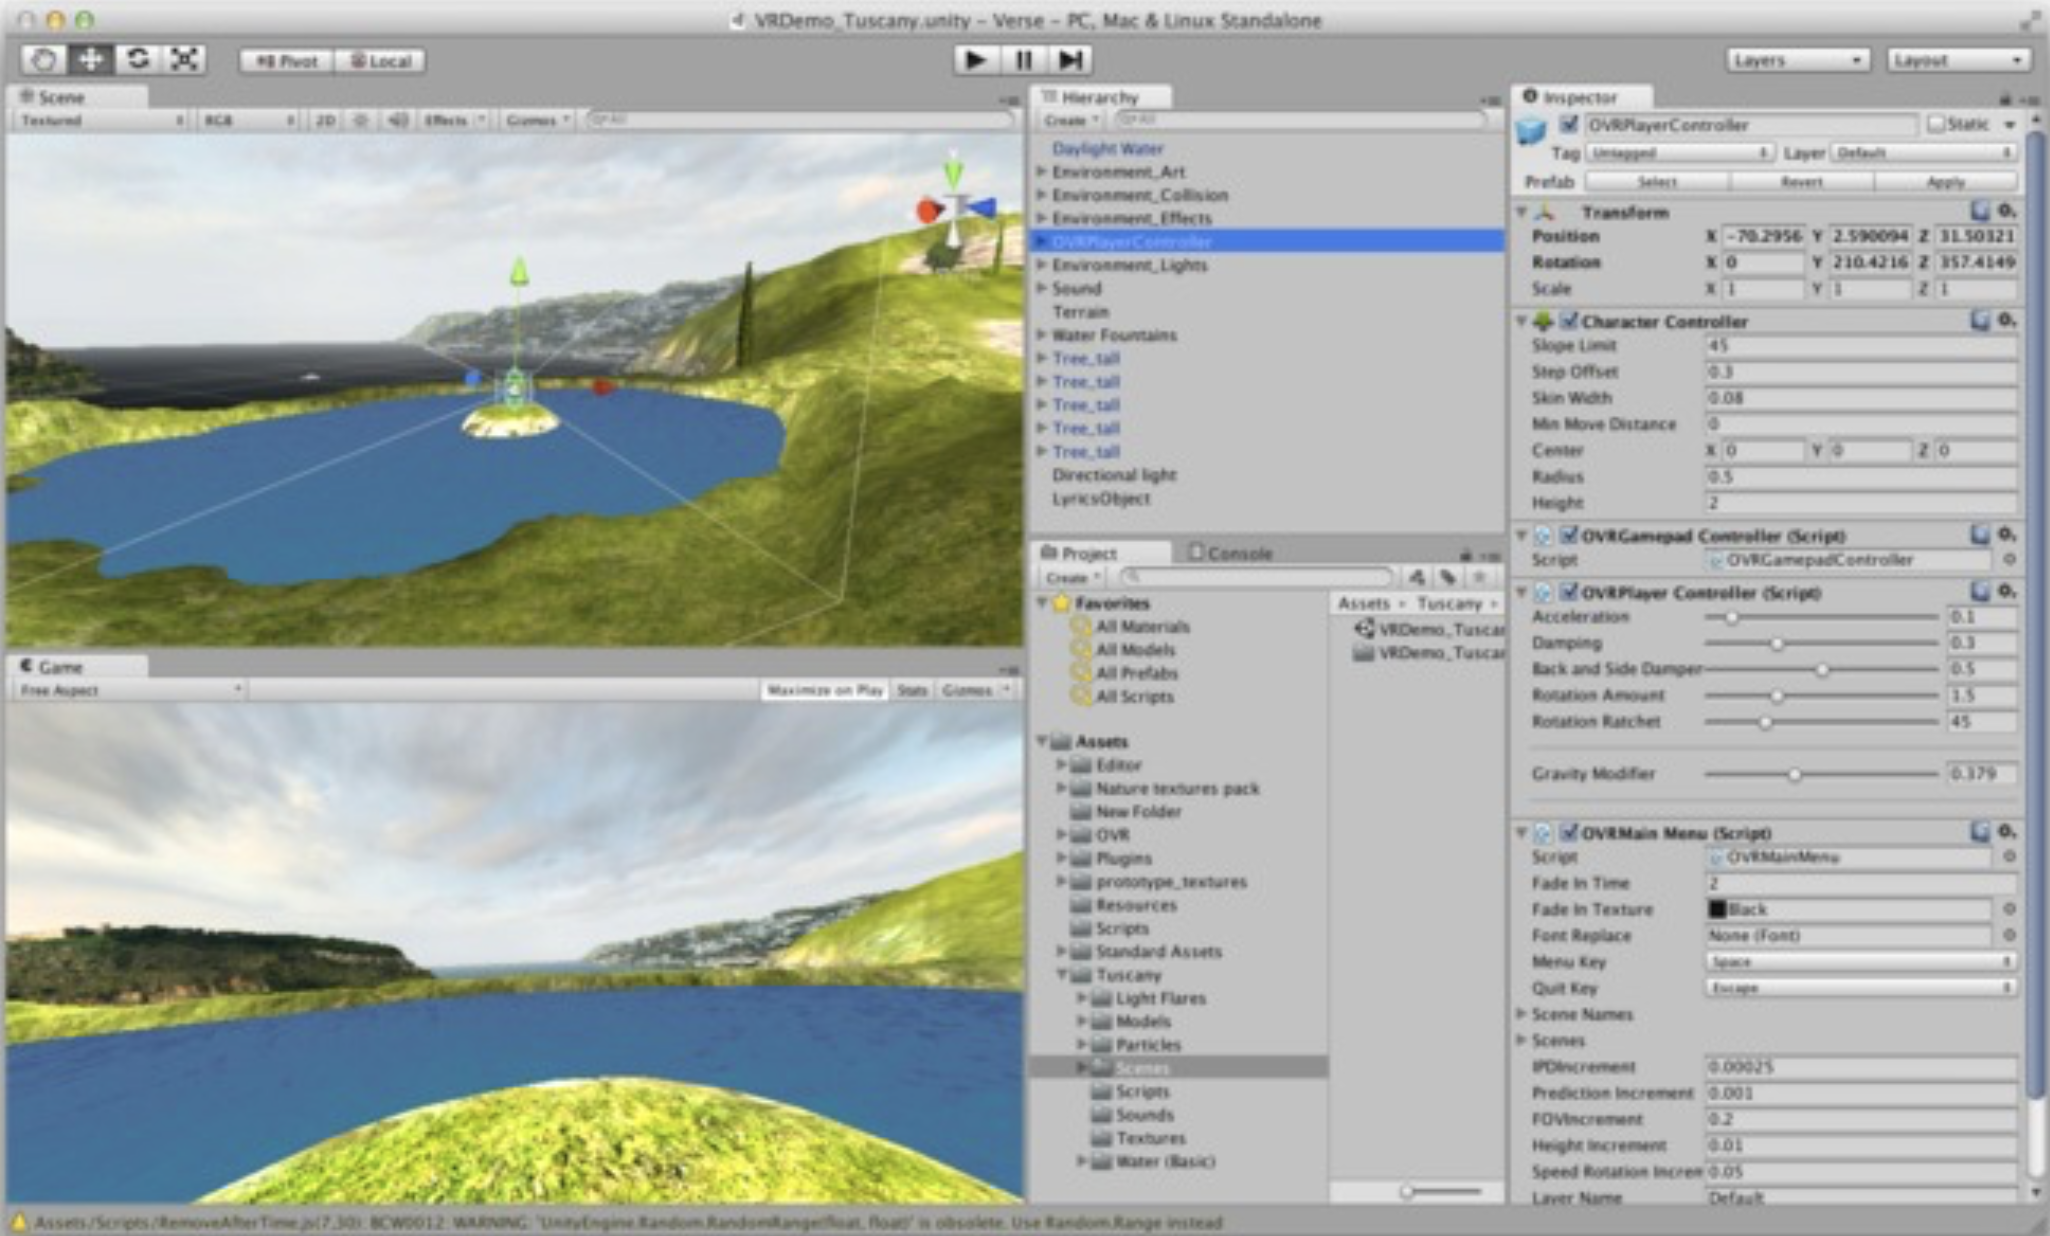 VRDemo_Tuscany.unity – Verse – PC, Mac & Linux Standalone
Pivot Local
Layers Layout
Scene
Textured RGB 2D Effects Gizmos All
Game
Free Aspect Maximize on Play Stats Gizmos
Hierarchy
Create All
Daylight Water
Environment_Art
Environment_Collision
Environment_Effects
OVRPlayerController
Environment_Lights
Sound
Terrain
Water Fountains
Tree_tall
Tree_tall
Tree_tall
Tree_tall
Tree_tall
Directional light
LyricsObject
Project Console
Create
Favorites
All Materials
All Models
All Prefabs
All Scripts
Assets
Editor
Nature textures pack
New Folder
OVR
Plugins
prototype_textures
Resources
Scripts
Standard Assets
Tuscany
Light Flares
Models
Particles
Scenes
Scripts
Sounds
Textures
Water (Basic)
Assets Tuscany
VRDemo_Tuscan
VRDemo_Tuscan
Inspector
OVRPlayerController Static
Tag Untagged Layer Default
Prefab Select Revert Apply
Transform
Position X -70.2956 Y 2.590094 Z 31.50321
Rotation X 0 Y 210.4216 Z 357.4149
Scale X 1 Y 1 Z 1
Character Controller
Slope Limit 45
Step Offset 0.3
Skin Width 0.08
Min Move Distance 0
Center X 0 Y 0 Z 0
Radius 0.5
Height 2
OVRGamepad Controller (Script)
Script OVRGamepadController
OVRPlayer Controller (Script)
Acceleration 0.1
Damping 0.3
Back and Side Damper 0.5
Rotation Amount 1.5
Rotation Ratchet 45
Gravity Modifier 0.379
OVRMain Menu (Script)
Script OVRMainMenu
Fade In Time 2
Fade In Texture Black
Font Replace None (Font)
Menu Key Space
Quit Key Escape
Scene Names
Scenes
IPDIncrement 0.00025
Prediction Increment 0.001
FOVIncrement 0.2
Height Increment 0.01
Speed Rotation Increm 0.05
Layer Name Default
Assets/Scripts/RemoveAfterTime.js(7,30): BCW0012: WARNING: 'UnityEngine.Random.RandomRange(float, float)' is obsolete. Use Random.Range instead